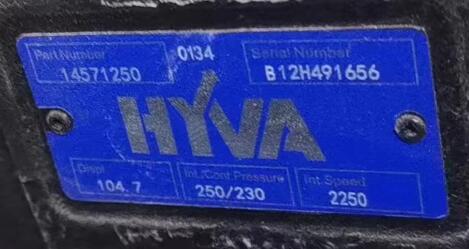 Part Number 0134 Serial Number
14571250 B12H491656
HYVA
Displ Int./Cont.Pressure Int.Speed
104.7 250/230 2250